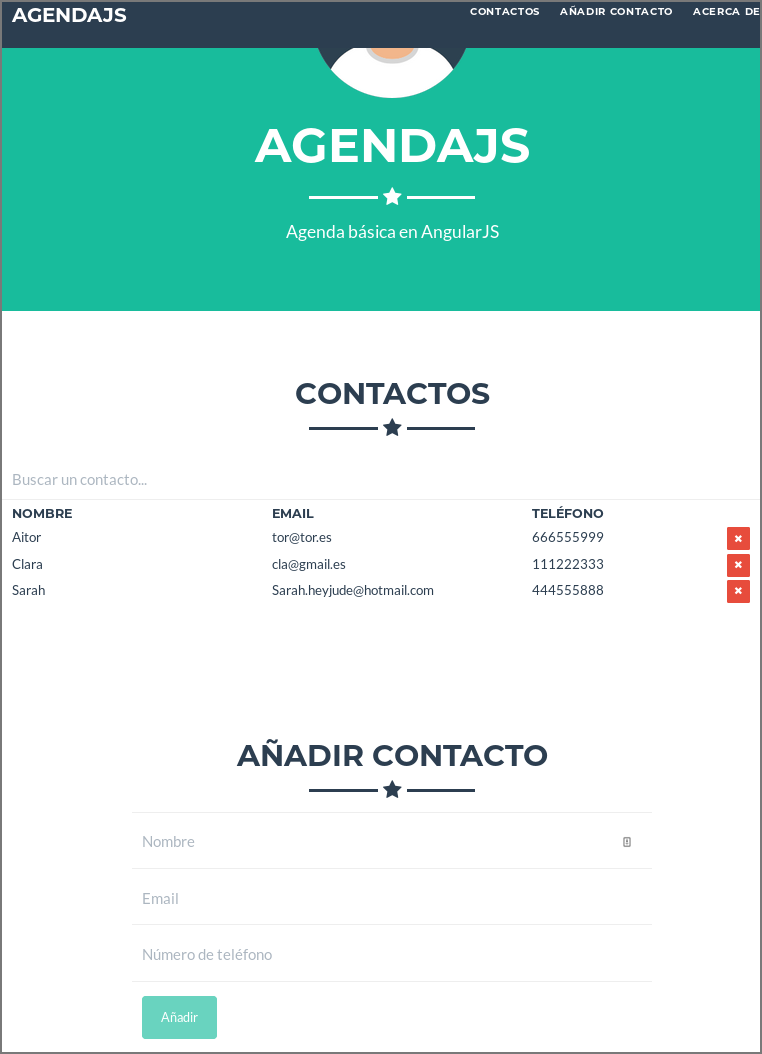 AGENDAJS CONTACTOS AÑADIR CONTACTO ACERCA DE
AGENDAJS
Agenda básica en AngularJS
CONTACTOS
Buscar un contacto...
NOMBRE EMAIL TELÉFONO
Aitor tor@tor.es 666555999
Clara cla@gmail.es 111222333
Sarah Sarah.heyjude@hotmail.com 444555888
AÑADIR CONTACTO
Nombre
Email
Número de teléfono
Añadir